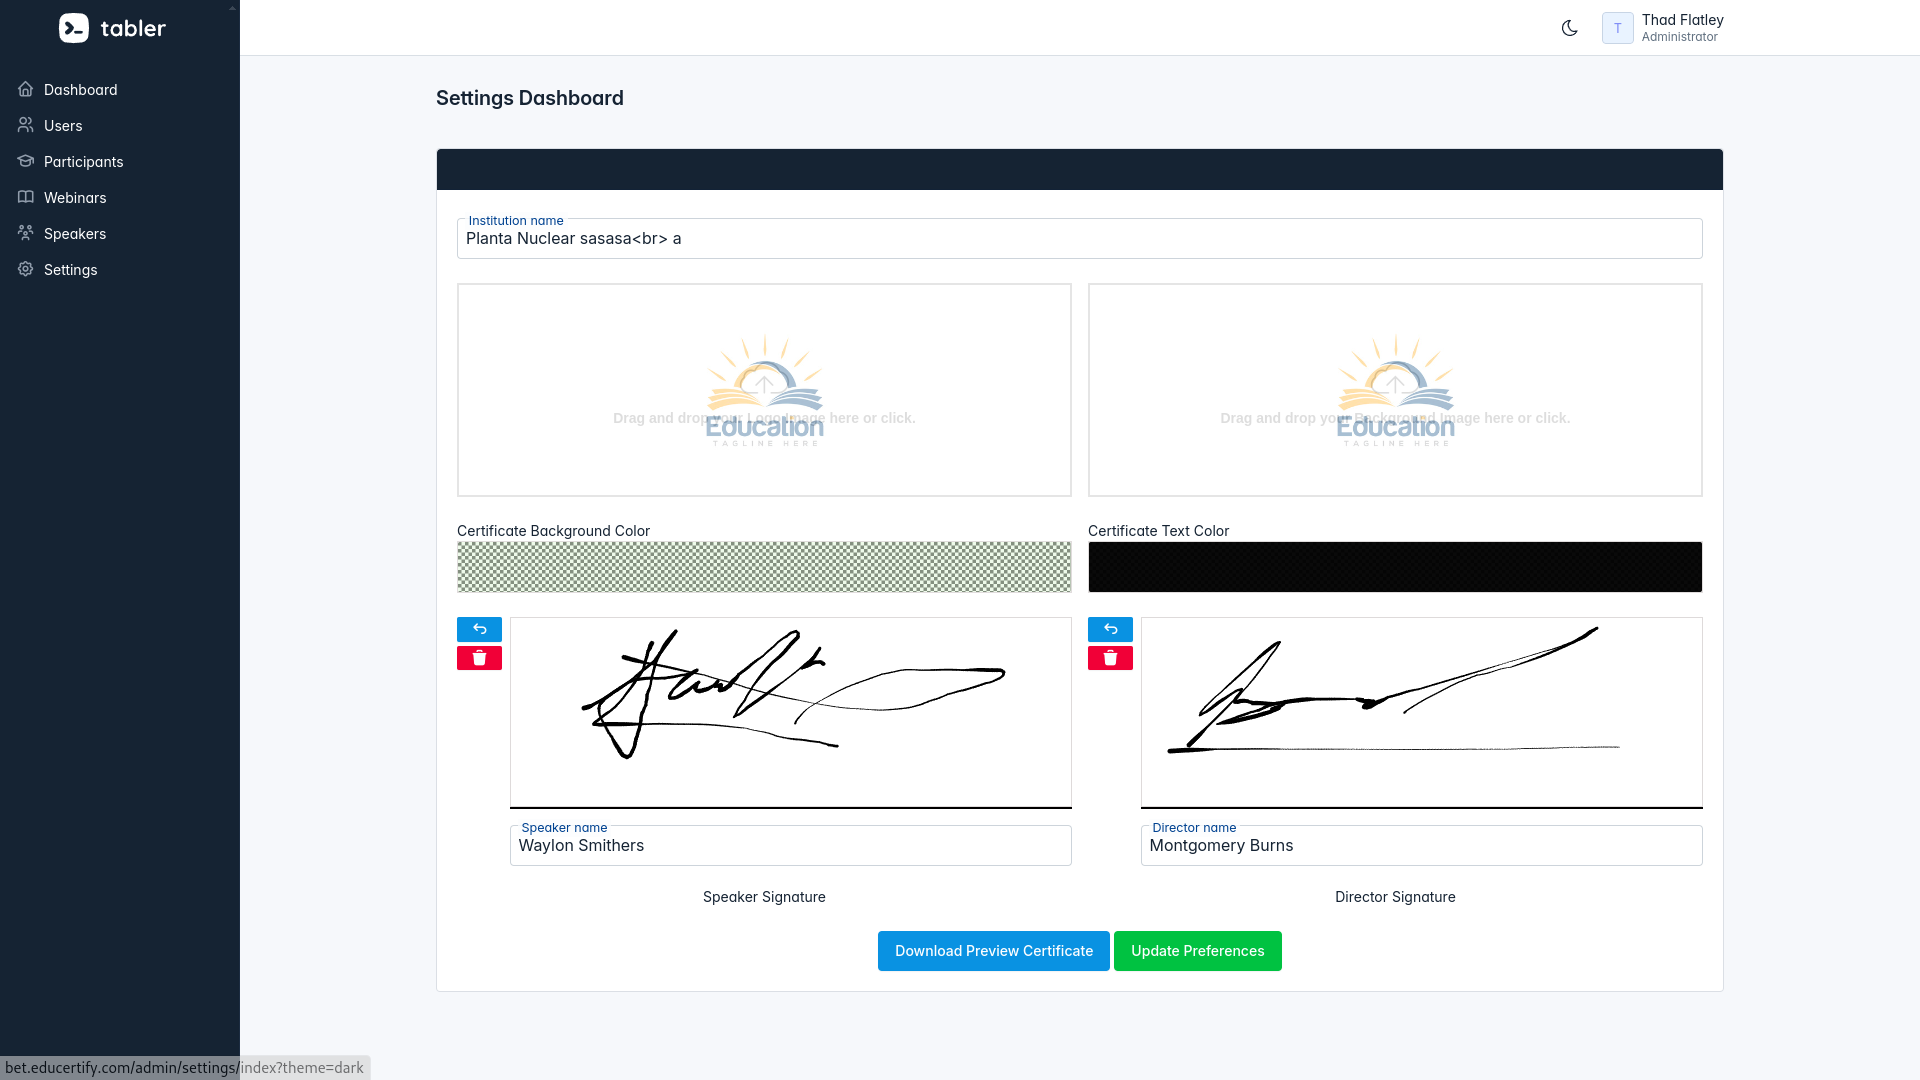 tabler
Thad Flatley
T
Administrator
Dashboard
Users
Participants
Webinars
Speakers
Settings
Settings Dashboard
Institution name
Planta Nuclear sasasa<br> a
Drag and drop your Logo Image here or click.
Education
TAGLINE HERE
Drag and drop your Background Image here or click.
Education
TAGLINE HERE
Certificate Background Color
Certificate Text Color
Speaker name
Waylon Smithers
Director name
Montgomery Burns
Speaker Signature
Director Signature
Download Preview Certificate
Update Preferences
bet.educertify.com/admin/settings/index?theme=dark